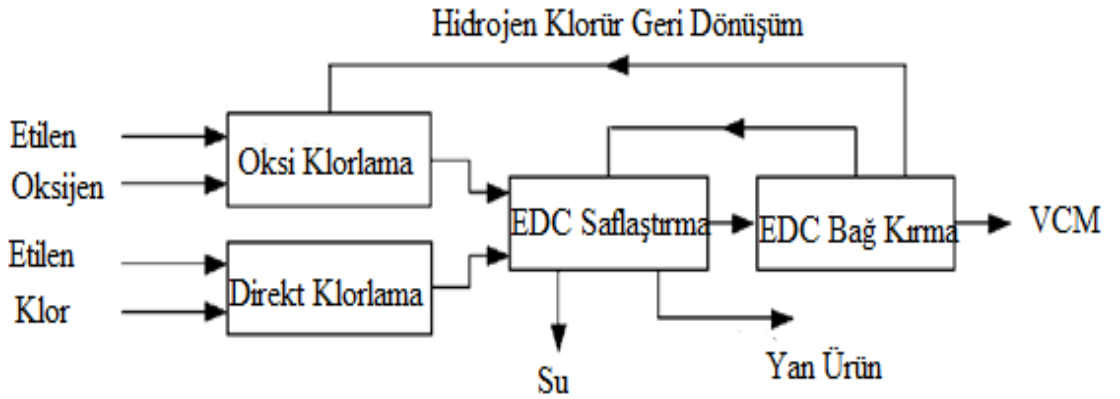 Hidrojen Klorür Geri Dönüşüm
Etilen
Oksijen
Oksi Klorlama
Etilen
Klor
Direkt Klorlama
EDC Saflaştırma
EDC Bağ Kırma
VCM
Su
Yan Ürün